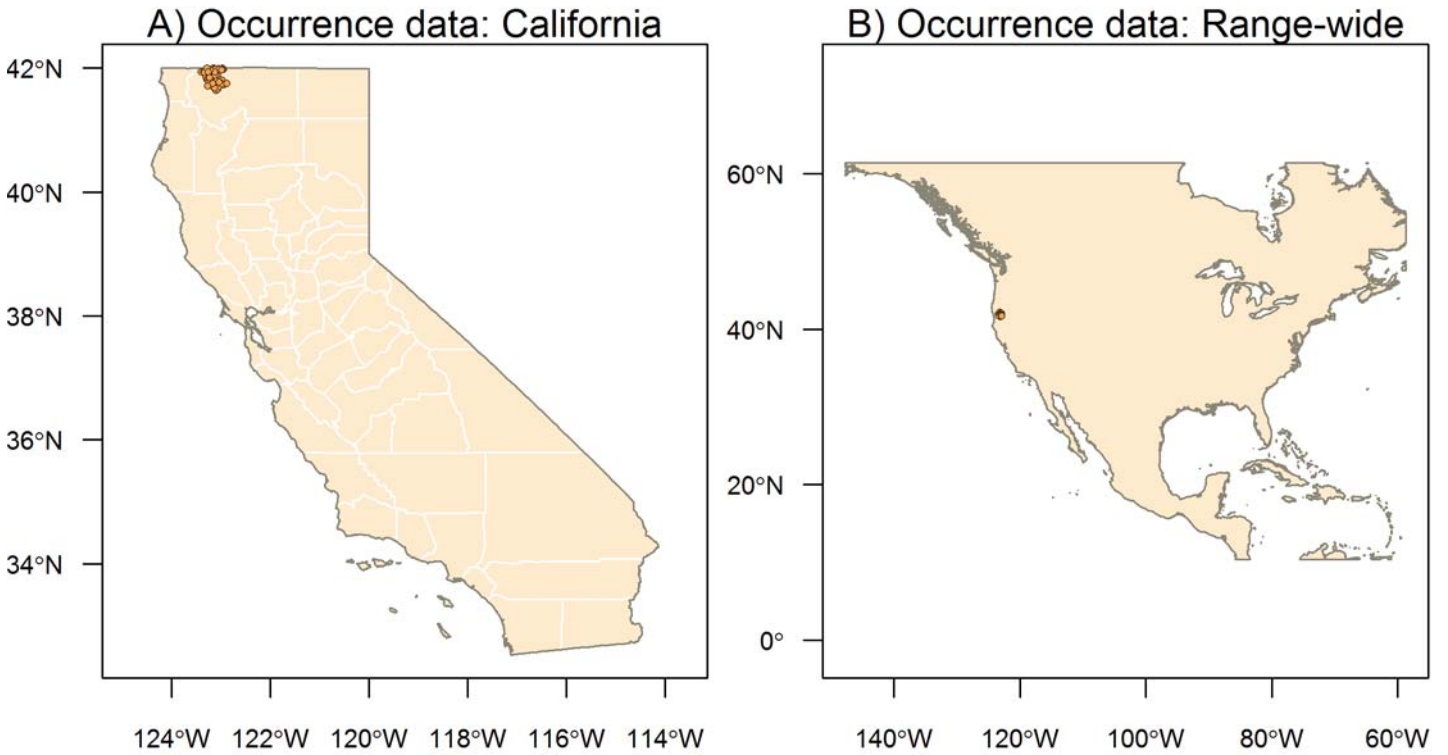 A) Occurrence data: California
42°N
40°N
38°N
36°N
34°N
124°W 122°W 120°W 118°W 116°W 114°W
B) Occurrence data: Range-wide
60°N
40°N
20°N
0°
140°W 120°W 100°W 80°W 60°W